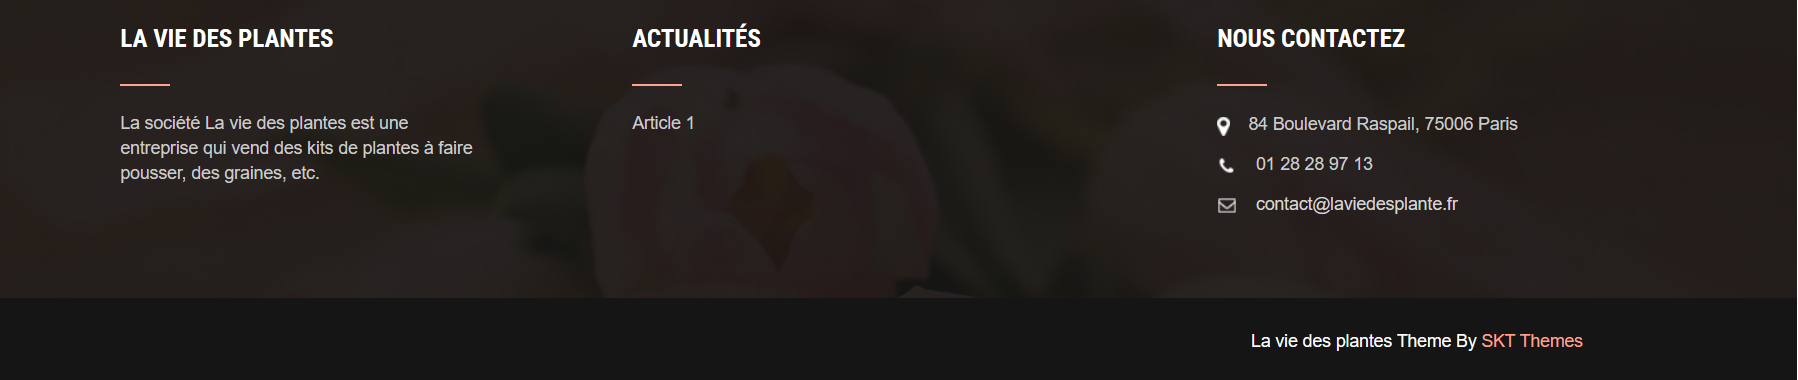 LA VIE DES PLANTES
La société La vie des plantes est une
entreprise qui vend des kits de plantes à faire
pousser, des graines, etc.
ACTUALITÉS
Article 1
NOUS CONTACTEZ
84 Boulevard Raspail, 75006 Paris
01 28 28 97 13
contact@laviedesplante.fr
La vie des plantes Theme By SKT Themes